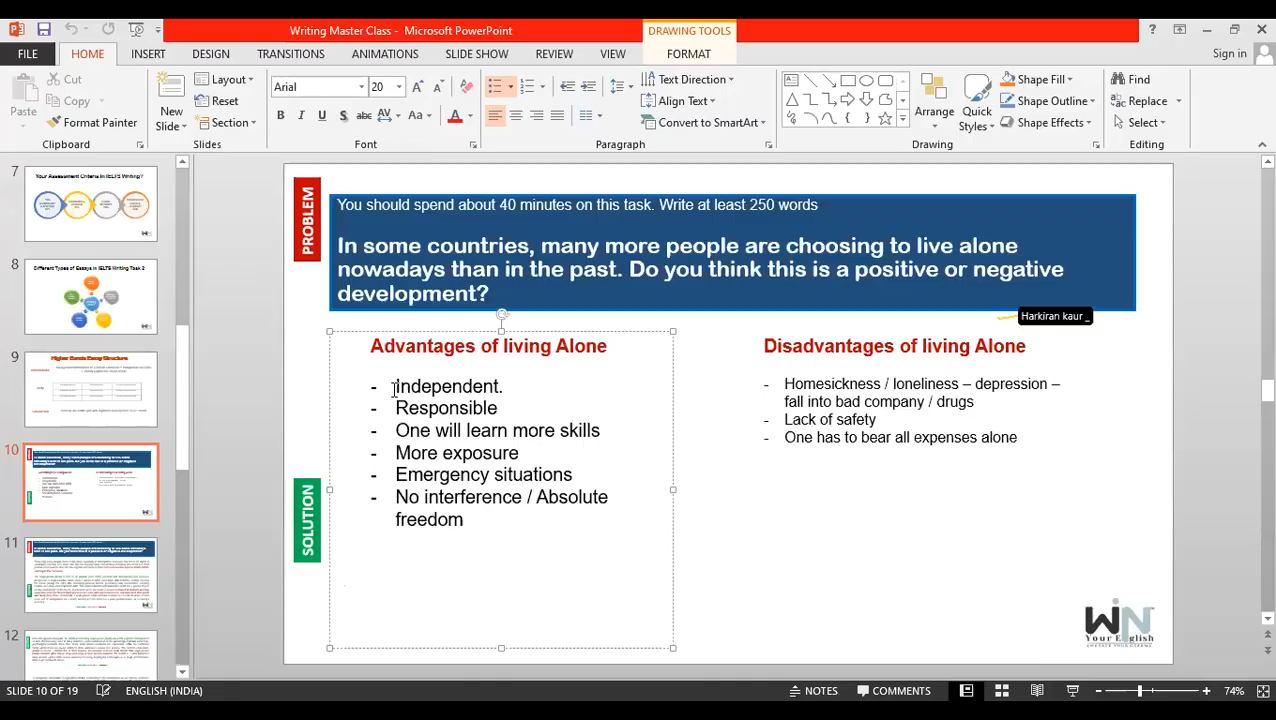 Writing Master Class - Microsoft PowerPoint
DRAWING TOOLS
FILE
HOME
INSERT
DESIGN
TRANSITIONS
ANIMATIONS
SLIDE SHOW
REVIEW
VIEW
FORMAT
Sign in
Paste
Cut
Copy
Format Painter
Clipboard
New
Slide
Layout
Reset
Section
Slides
Arial
20
B I U S abc AV Aa A
Font
Text Direction
Align Text
Convert to SmartArt
Paragraph
Arrange
Quick
Styles
Shape Fill
Shape Outline
Shape Effects
Drawing
Find
Replace
Select
Editing
7
Your Assessment Criteria in IELTS Writing?
8
Different Types of Essays in IELTS Writing Task 2
9
Higher Bands Essay Structure
10
11
12
PROBLEM
You should spend about 40 minutes on this task. Write at least 250 words
In some countries, many more people are choosing to live alone
nowadays than in the past. Do you think this is a positive or negative
development?
Harkiran kaur _
SOLUTION
Advantages of living Alone
- Independent.
- Responsible
- One will learn more skills
- More exposure
- Emergency situations
- No interference / Absolute
freedom
Disadvantages of living Alone
- Homesickness / loneliness – depression –
fall into bad company / drugs
- Lack of safety
- One has to bear all expenses alone
WIN
Your English
SLIDE 10 OF 19
ENGLISH (INDIA)
NOTES
COMMENTS
74%